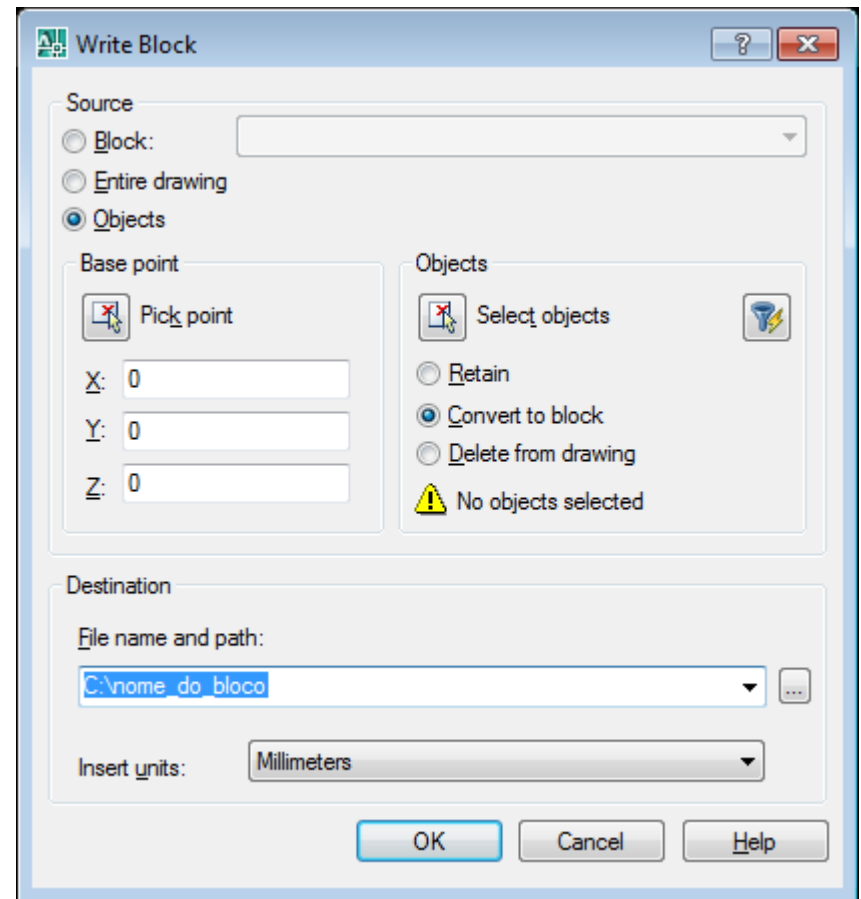 Write Block
Source
Block:
Entire drawing
Objects
Base point
Pick point
X: 0
Y: 0
Z: 0
Objects
Select objects
Retain
Convert to block
Delete from drawing
No objects selected
Destination
File name and path:
C:\nome_do_bloco
...
Insert units: Millimeters
OK Cancel Help